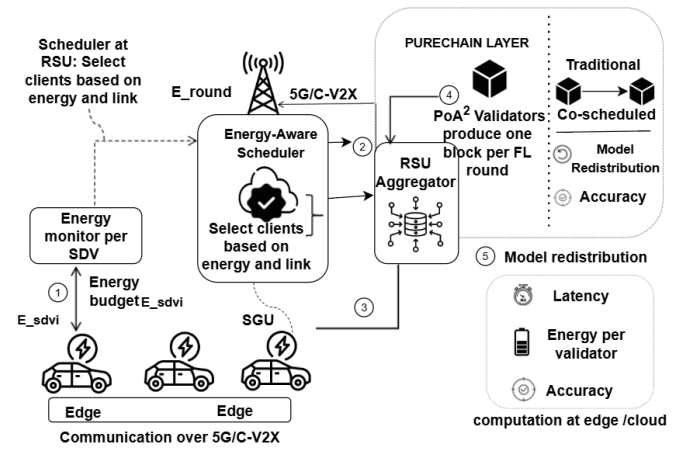 Scheduler at
RSU: Select
clients based on
energy and link
E_round
5G/C-V2X
PURECHAIN LAYER
4
PoA² Validators
produce one
block per FL
round
Traditional
Co-scheduled
Model
Redistribution
Accuracy
Energy-Aware
Scheduler
2
Select clients
based on
energy and link
RSU
Aggregator
Energy
monitor per
SDV
1
Energy
budget E_sdvi
E_sdvi
SGU
3
5 Model redistribution
Latency
Energy per
validator
Accuracy
computation at edge /cloud
Edge
Edge
Communication over 5G/C-V2X